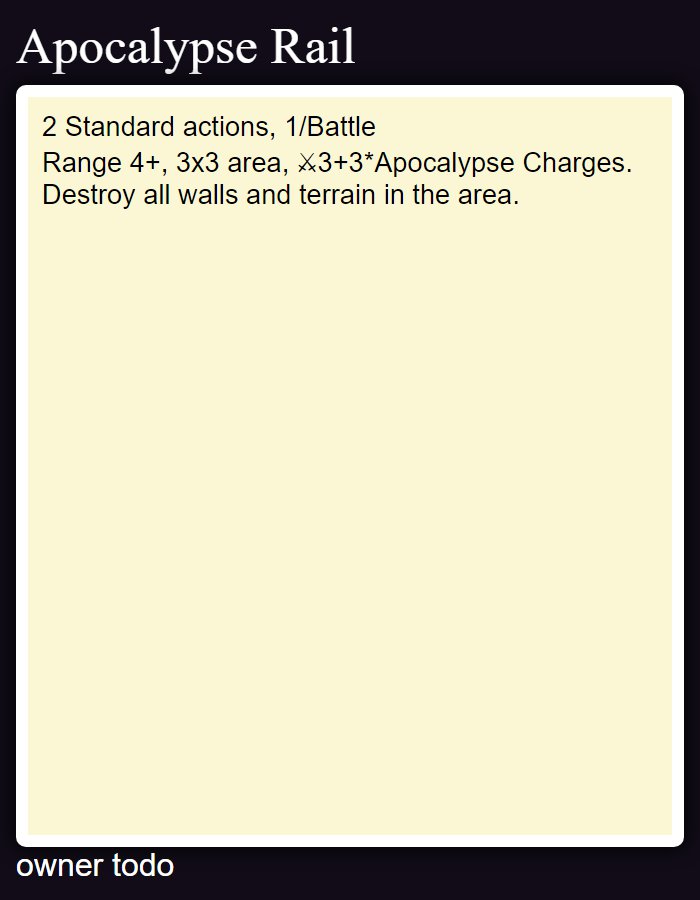 Apocalypse Rail
2 Standard actions, 1/Battle
Range 4+, 3x3 area, ⚔3+3*Apocalypse Charges.
Destroy all walls and terrain in the area.
owner todo